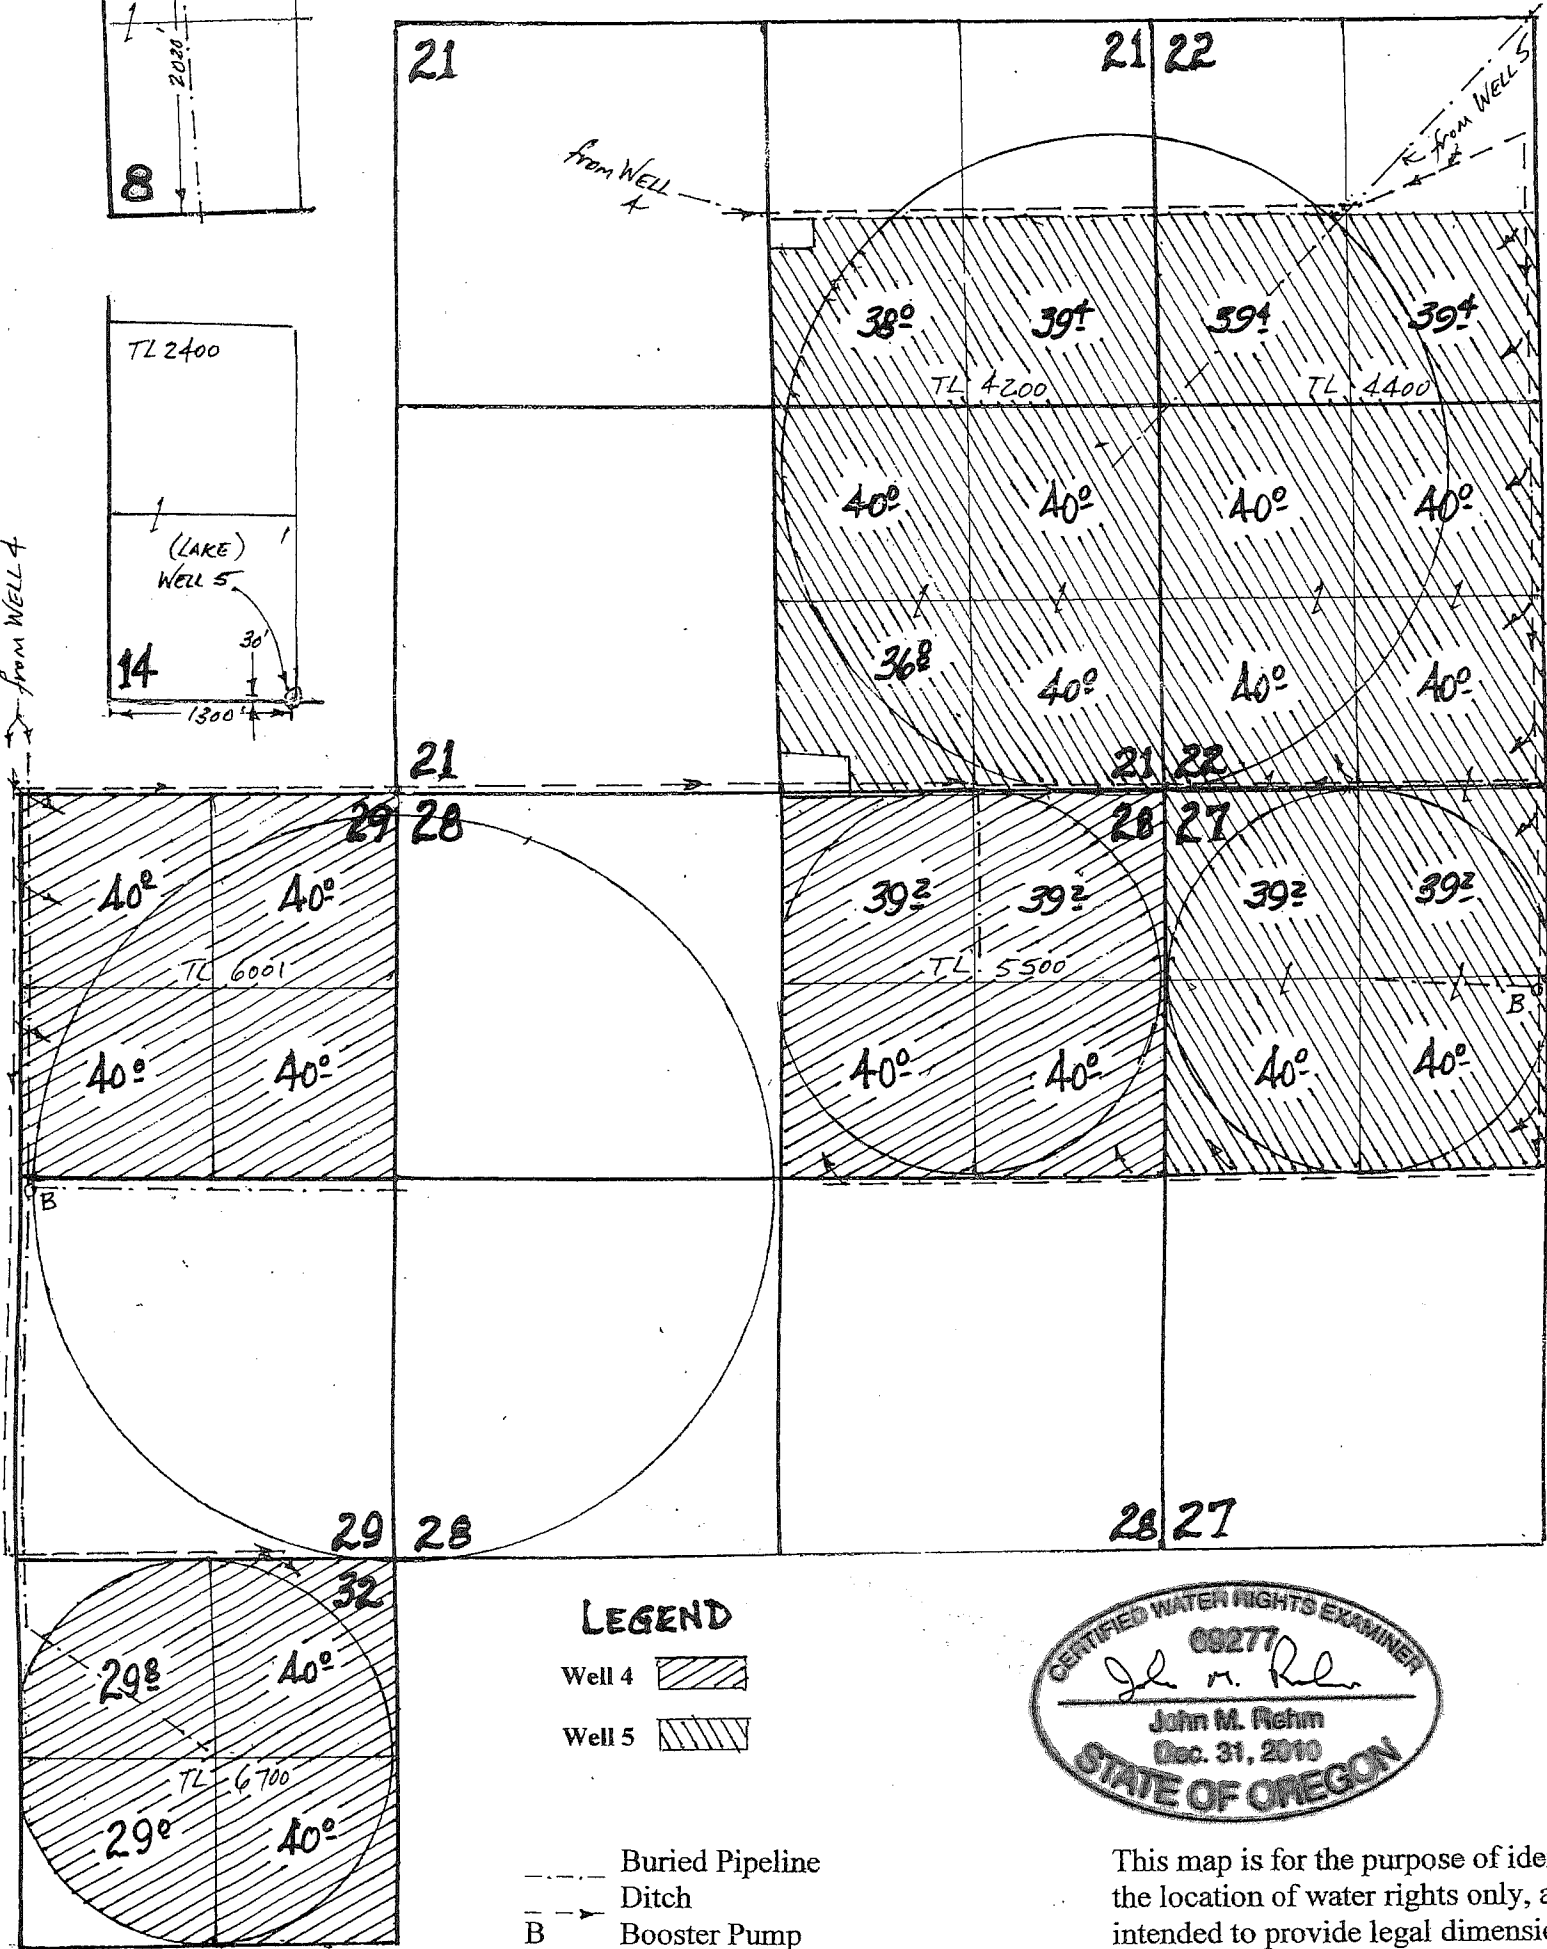 2020'
8
TL 2400
(LAKE)
WELL 5
30'
14
1300'
from WELL 4
21
21 22
from WELL 4
from WELL 5
38.0 39.4 39.4 39.4
TL 4200 TL 4400
40.0 40.0 40.0 40.0
36.8 40.0 40.0 40.0
21
21 22
29 28
28 27
40.0 40.0
39.2 39.2 39.2 39.2
TL 6001
TL 5500
B
40.0 40.0
40.0 40.0 40.0 40.0
B
29 28
28 27
32
29.8 40.0
TL 6700
40.0
LEGEND
Well 4
Well 5
Buried Pipeline
Ditch
B Booster Pump
CERTIFIED WATER RIGHTS EXAMINER
John M. Rehm
Dec. 31, 2010
STATE OF OREGON
This map is for the purpose of
the location of water rights only,
intended to provide legal